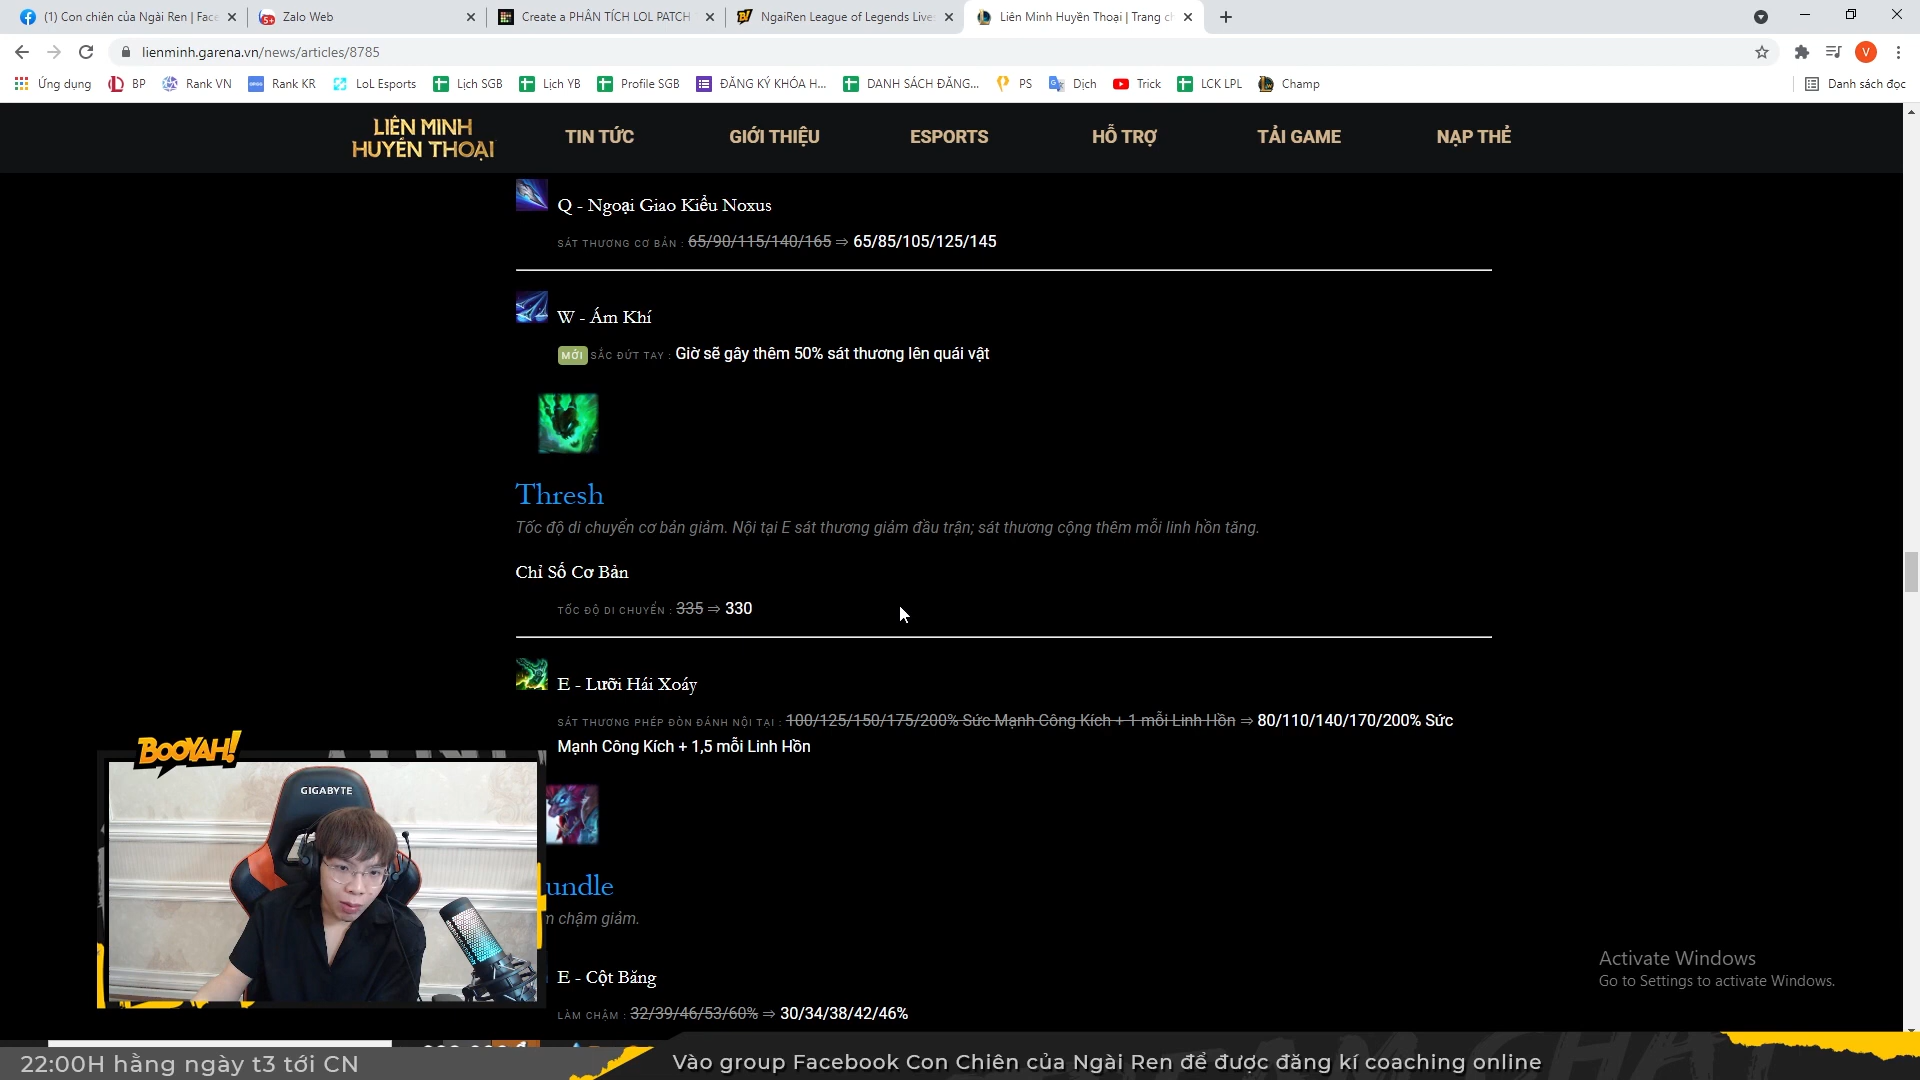 (1) Con chiên của Ngài Ren | Face
Zalo Web
Create a PHÂN TÍCH LOL PATCH
NgaiRen League of Legends Live
Liên Minh Huyền Thoại | Trang ch
lienminh.garena.vn/news/articles/8785
V
Ứng dụng
BP
Rank VN
Rank KR
LoL Esports
Lịch SGB
Lịch YB
Profile SGB
ĐĂNG KÝ KHÓA H...
DANH SÁCH ĐĂNG...
PS
Dịch
Trick
LCK LPL
Champ
Danh sách đọc
LIÊN MINH
HUYỀN THOẠI
TIN TỨC
GIỚI THIỆU
ESPORTS
HỖ TRỢ
TẢI GAME
NẠP THẺ
Q - Ngoại Giao Kiểu Noxus
SÁT THƯƠNG CƠ BẢN : 65/90/115/140/165 ⇒ 65/85/105/125/145
W - Ám Khí
MỚI SẮC ĐỨT TAY : Giờ sẽ gây thêm 50% sát thương lên quái vật
Thresh
Tốc độ di chuyển cơ bản giảm. Nội tại E sát thương giảm đầu trận; sát thương cộng thêm mỗi linh hồn tăng.
Chỉ Số Cơ Bản
TỐC ĐỘ DI CHUYỂN : 335 ⇒ 330
E - Lưỡi Hái Xoáy
SÁT THƯƠNG PHÉP ĐÒN ĐÁNH NỘI TẠI : 100/125/150/175/200% Sức Mạnh Công Kích + 1 mỗi Linh Hồn ⇒ 80/110/140/170/200% Sức
Mạnh Công Kích + 1,5 mỗi Linh Hồn
BOOYAH!
GIGABYTE
undle
m chậm giảm.
E - Cột Băng
LÀM CHẬM : 32/39/46/53/60% ⇒ 30/34/38/42/46%
Activate Windows
Go to Settings to activate Windows.
22:00H hằng ngày t3 tới CN
Vào group Facebook Con Chiên của Ngài Ren để được đăng kí coaching online